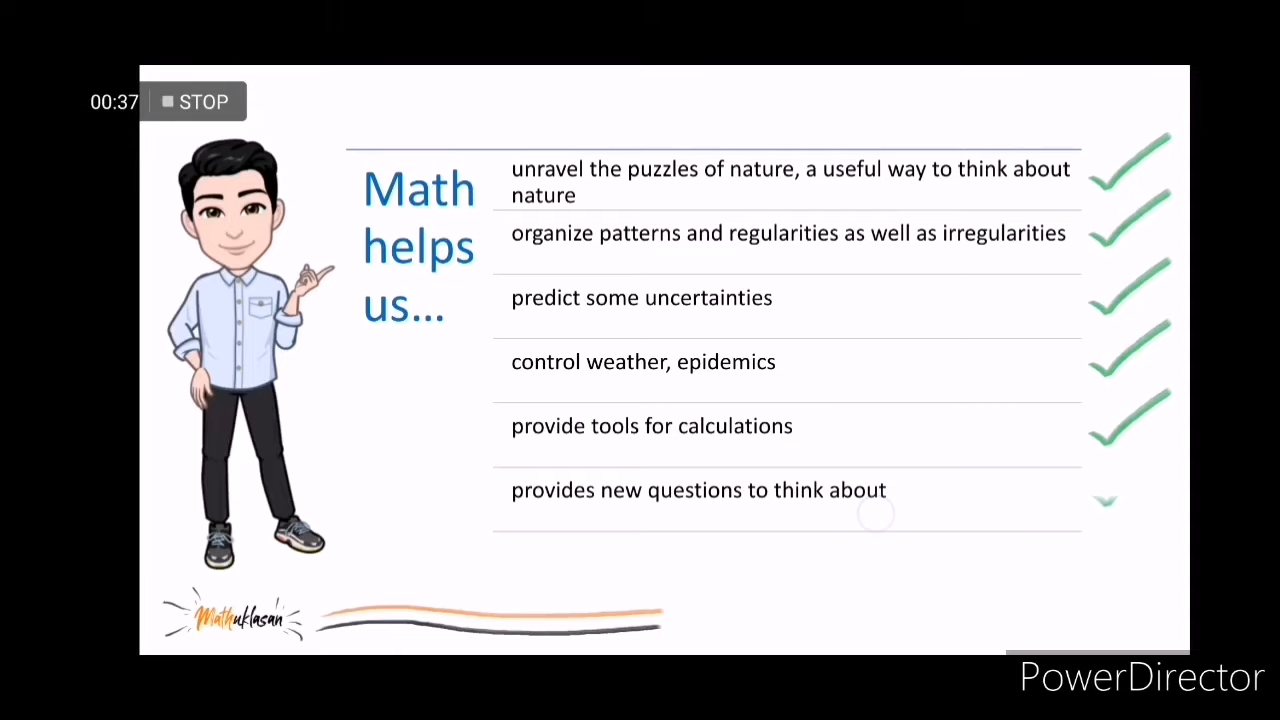 00:37 STOP
Math
helps
us...
unravel the puzzles of nature, a useful way to think about
nature
organize patterns and regularities as well as irregularities
predict some uncertainties
control weather, epidemics
provide tools for calculations
provides new questions to think about
Mathuklasan
PowerDirector